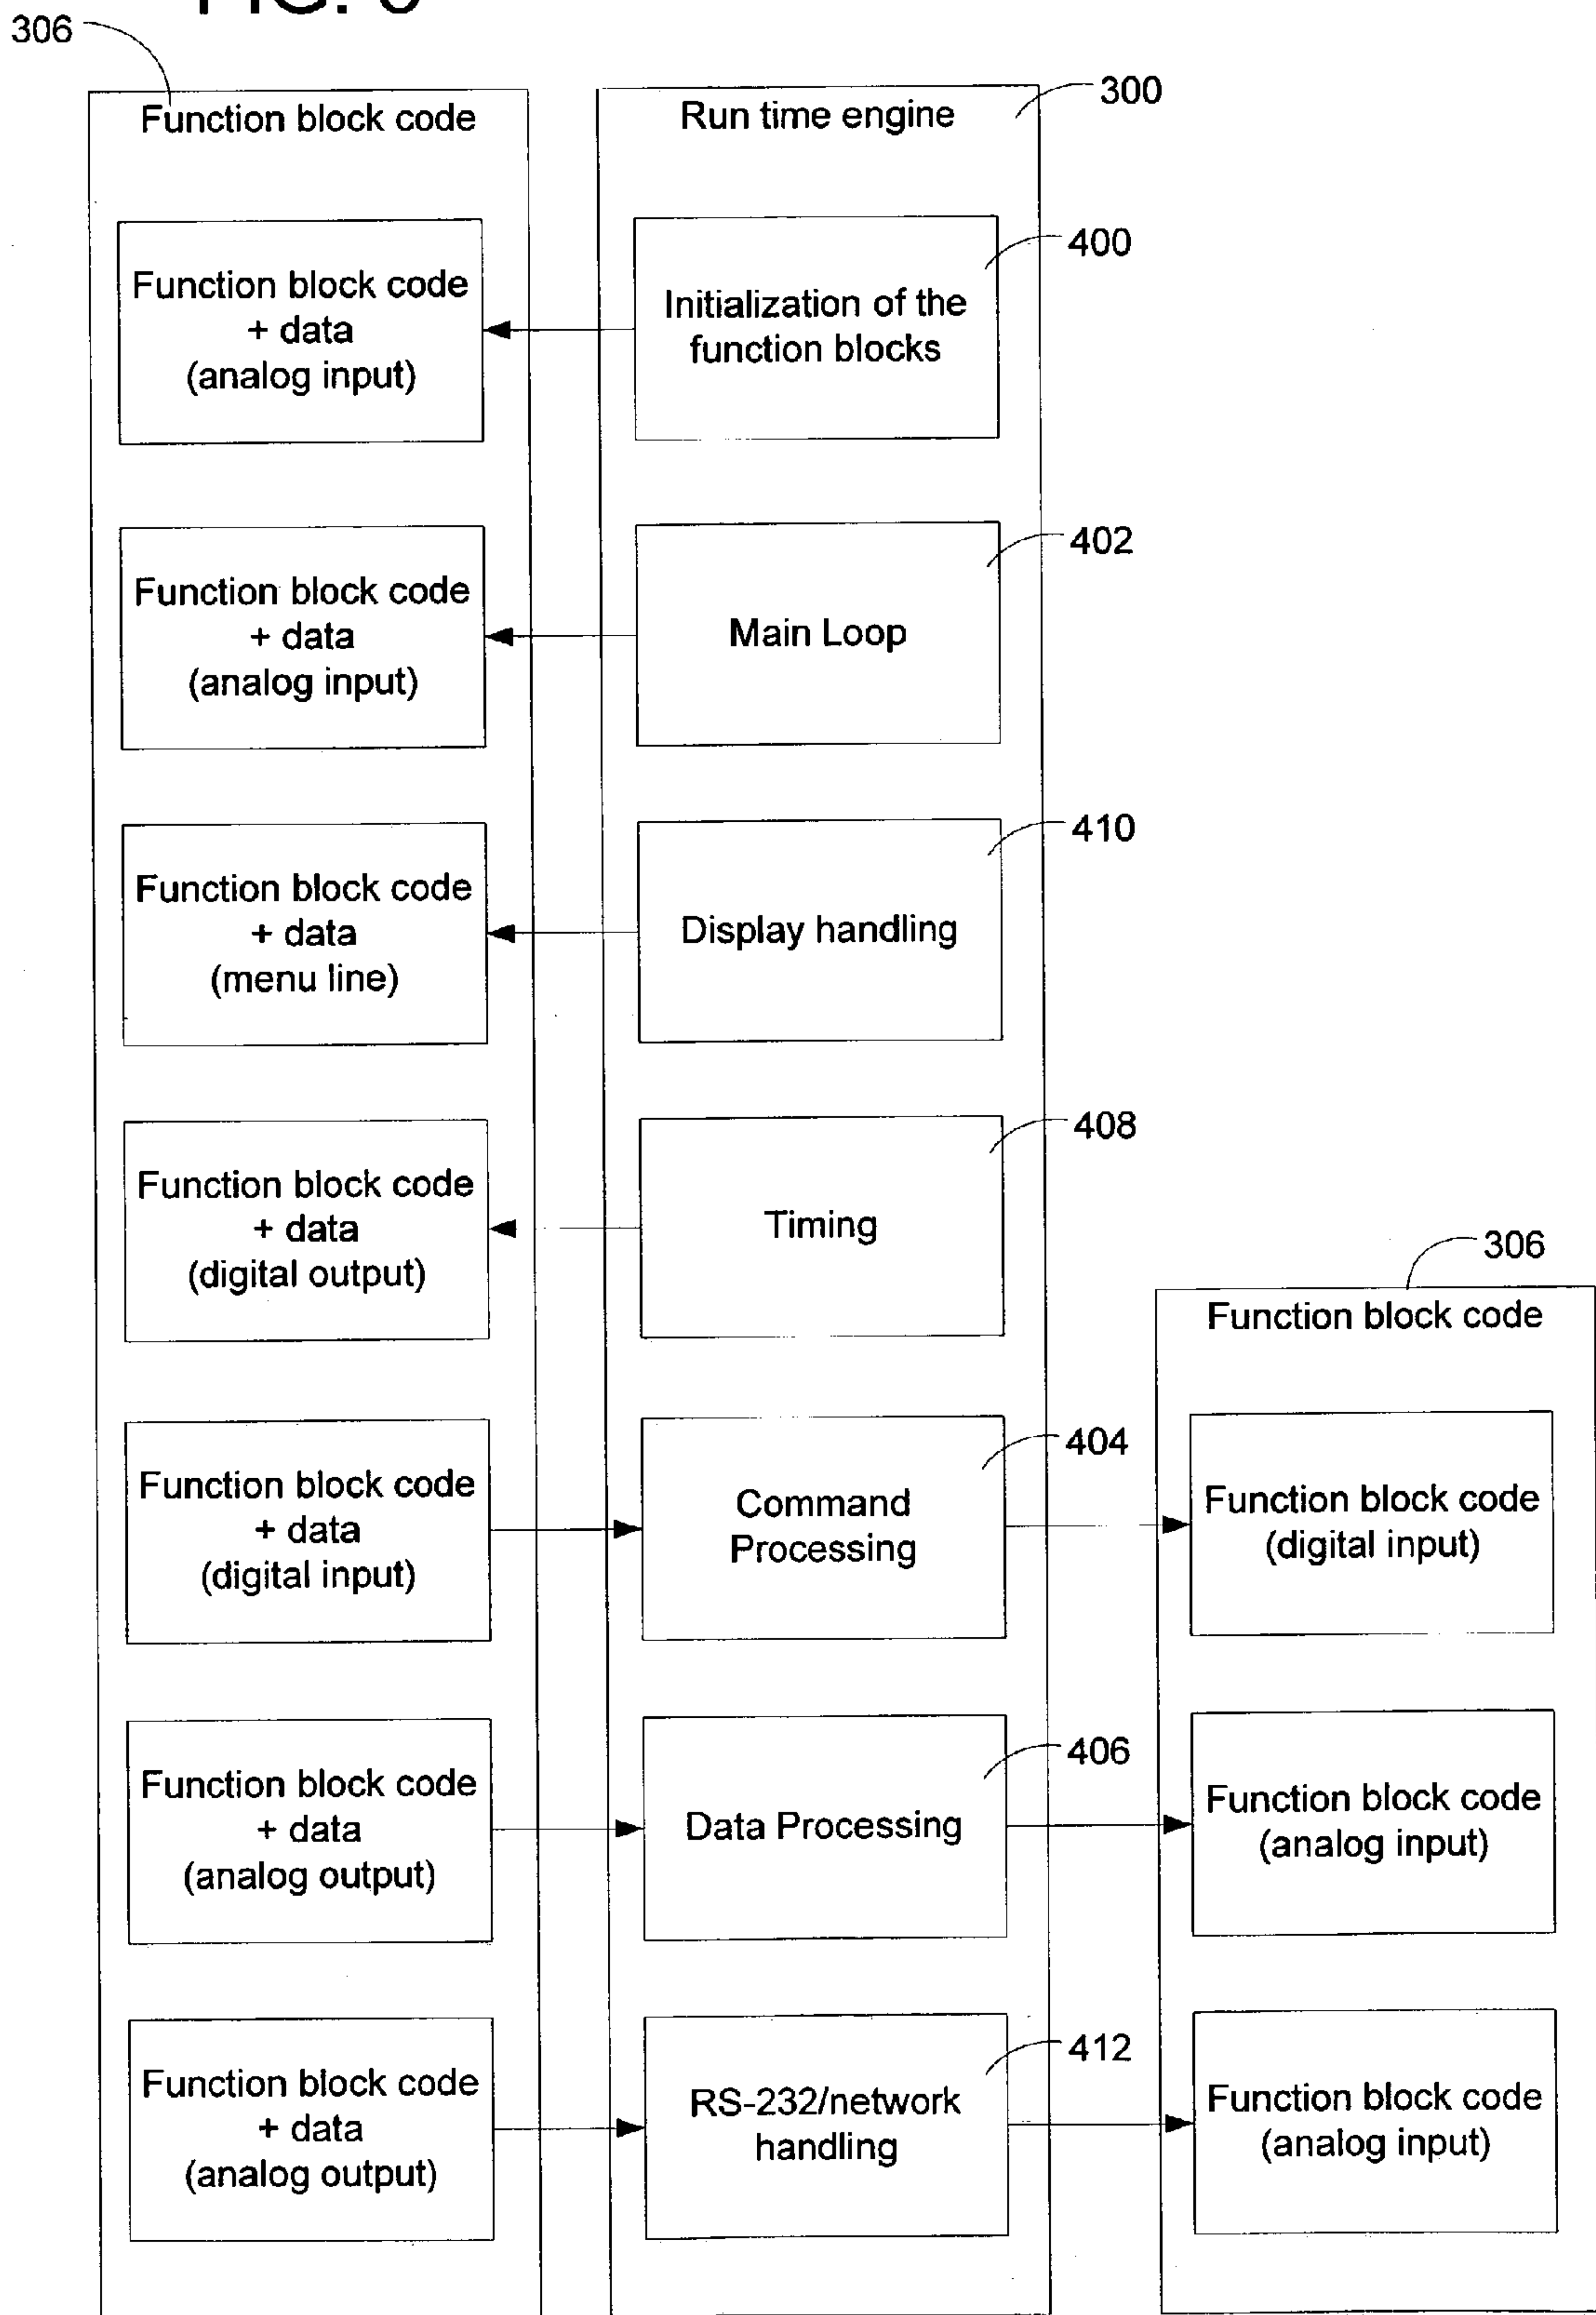 306
Function block code
Run time engine
300
Function block code
+ data
(analog input)
Initialization of the
function blocks
400
Function block code
+ data
(analog input)
Main Loop
402
Function block code
+ data
(menu line)
Display handling
410
Function block code
+ data
(digital output)
Timing
408
306
Function block code
Function block code
+ data
(digital input)
Command
Processing
404
Function block code
(digital input)
Function block code
+ data
(analog output)
Data Processing
406
Function block code
(analog input)
Function block code
+ data
(analog output)
RS-232/network
handling
412
Function block code
(analog input)